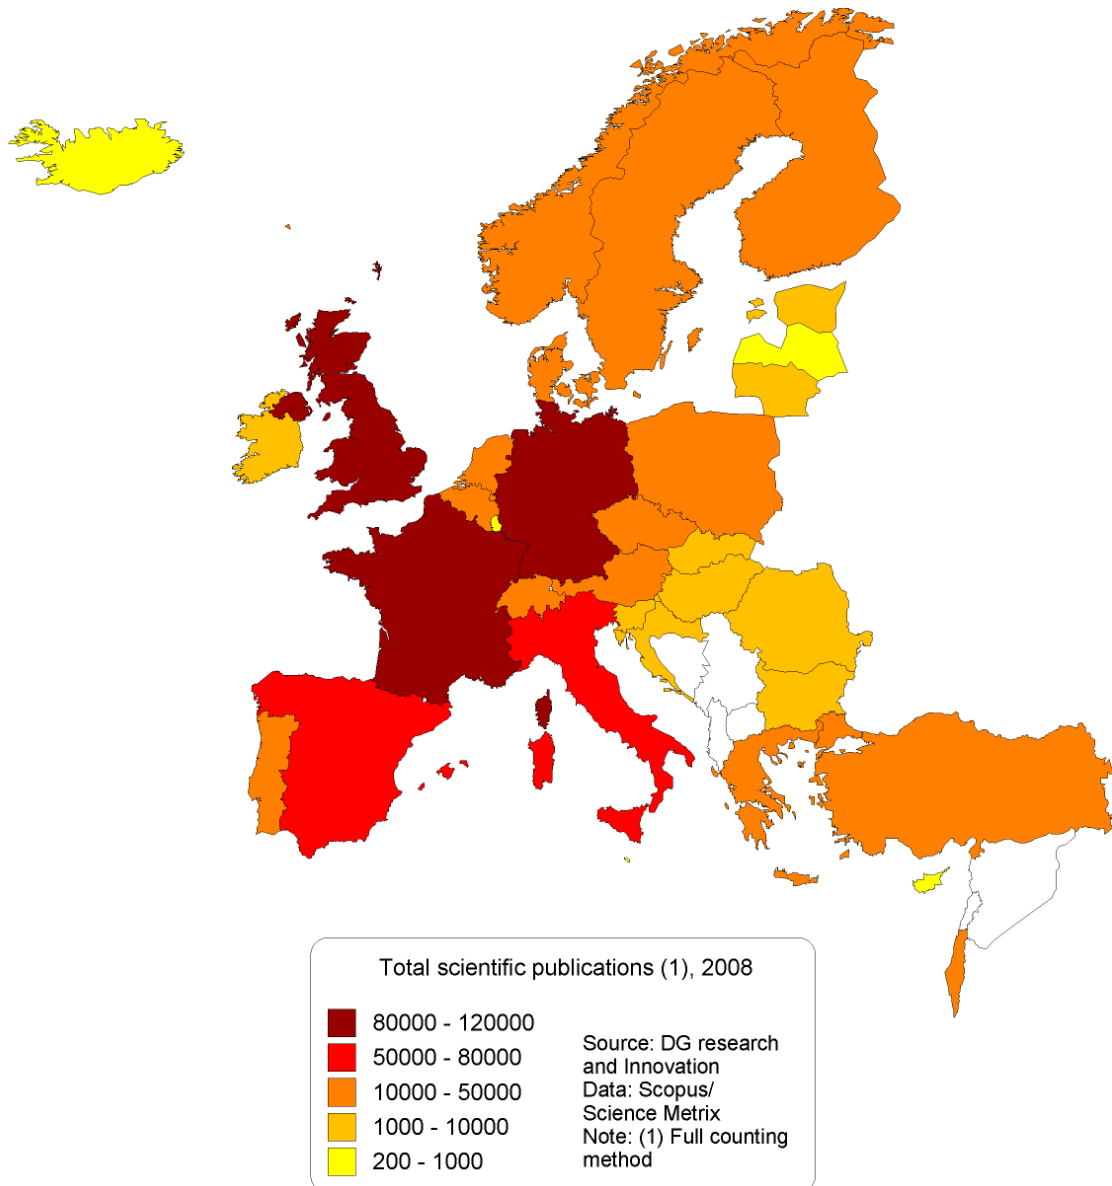 Total scientific publications (1), 2008
80000 - 120000
50000 - 80000
10000 - 50000
1000 - 10000
200 - 1000
Source: DG research
and Innovation
Data: Scopus/
Science Metrix
Note: (1) Full counting
method